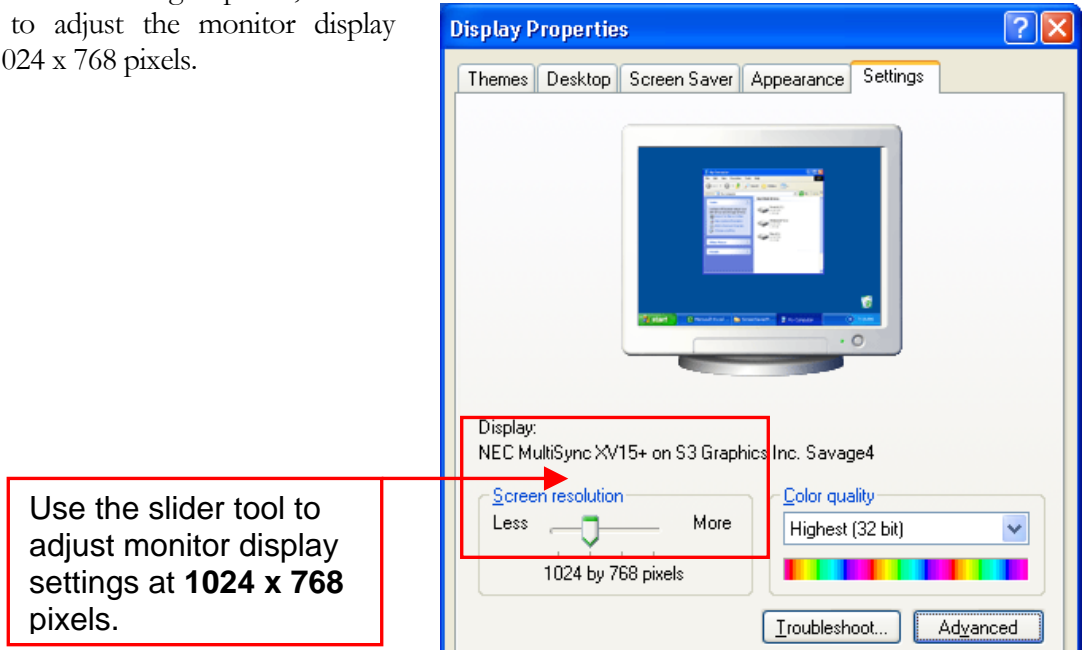 to adjust the monitor display
024 x 768 pixels.
Display Properties
Themes Desktop Screen Saver Appearance Settings
start
Display:
NEC MultiSync XV15+ on S3 Graphics Inc. Savage4
Screen resolution
Less More
1024 by 768 pixels
Color quality
Highest (32 bit)
Troubleshoot... Advanced
Use the slider tool to
adjust monitor display
settings at 1024 x 768
pixels.